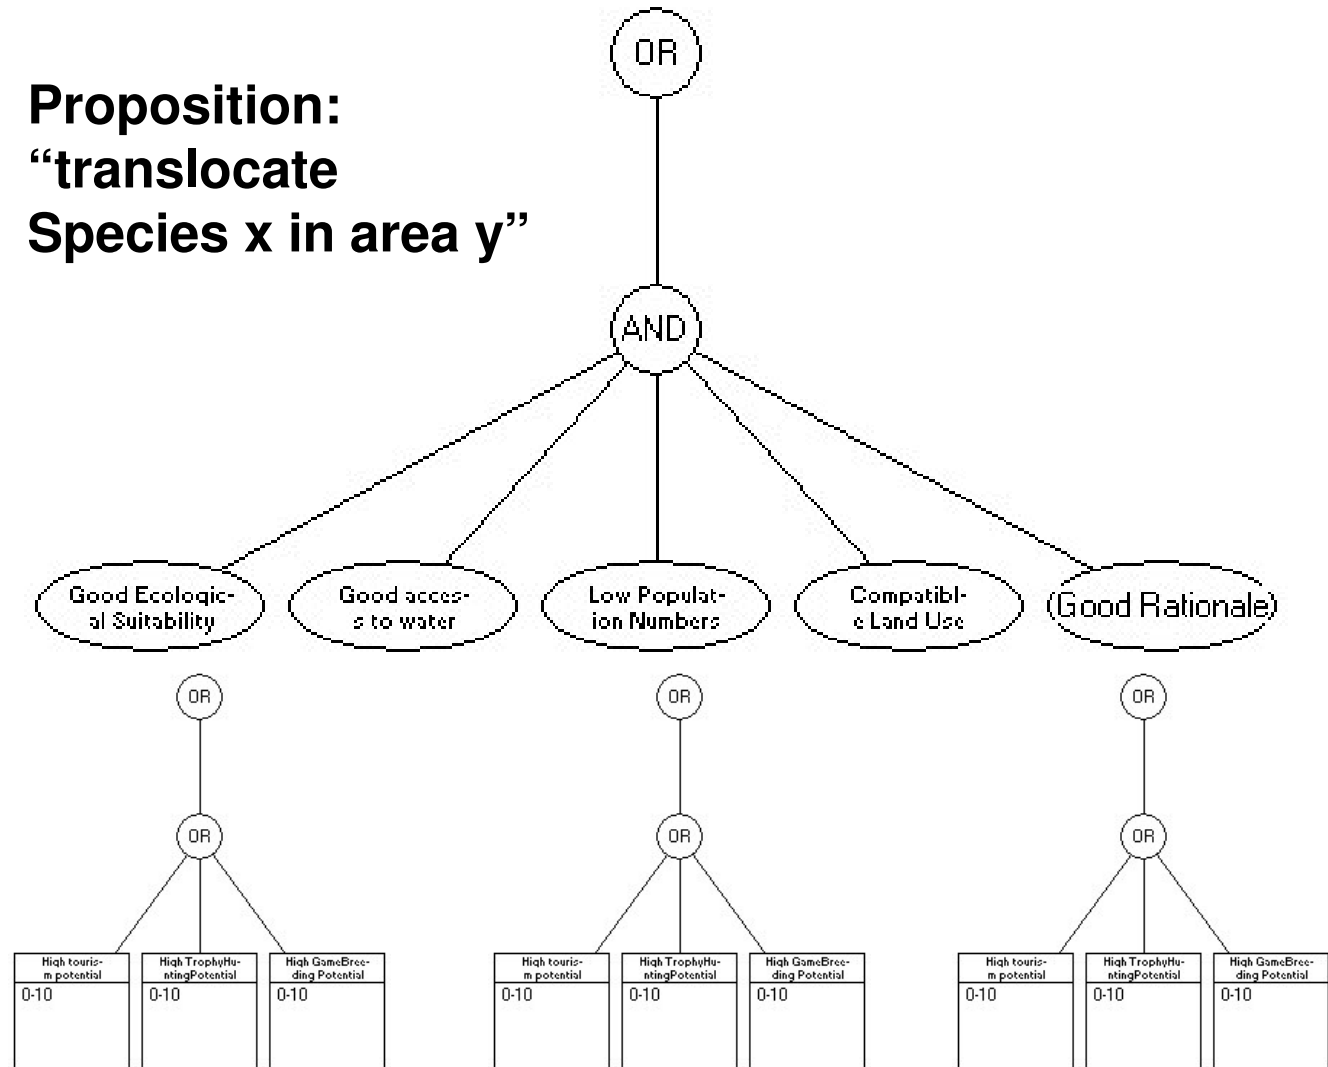 OR
Proposition:
“translocate
Species x in area y”
AND
Good Ecologic-
al Suitability
Good acces-
s to water
Low Populat-
ion Numbers
Compatibl-
e Land Use
Good Rationale
OR
OR
OR
OR
OR
OR
High touris-
m potential
High TrophyHu-
ntingPotential
High GameBree-
ding Potential
High touris-
m potential
High TrophyHu-
ntingPotential
High GameBree-
ding Potential
High touris-
m potential
High TrophyHu-
ntingPotential
High GameBree-
ding Potential
0-10
0-10
0-10
0-10
0-10
0-10
0-10
0-10
0-10